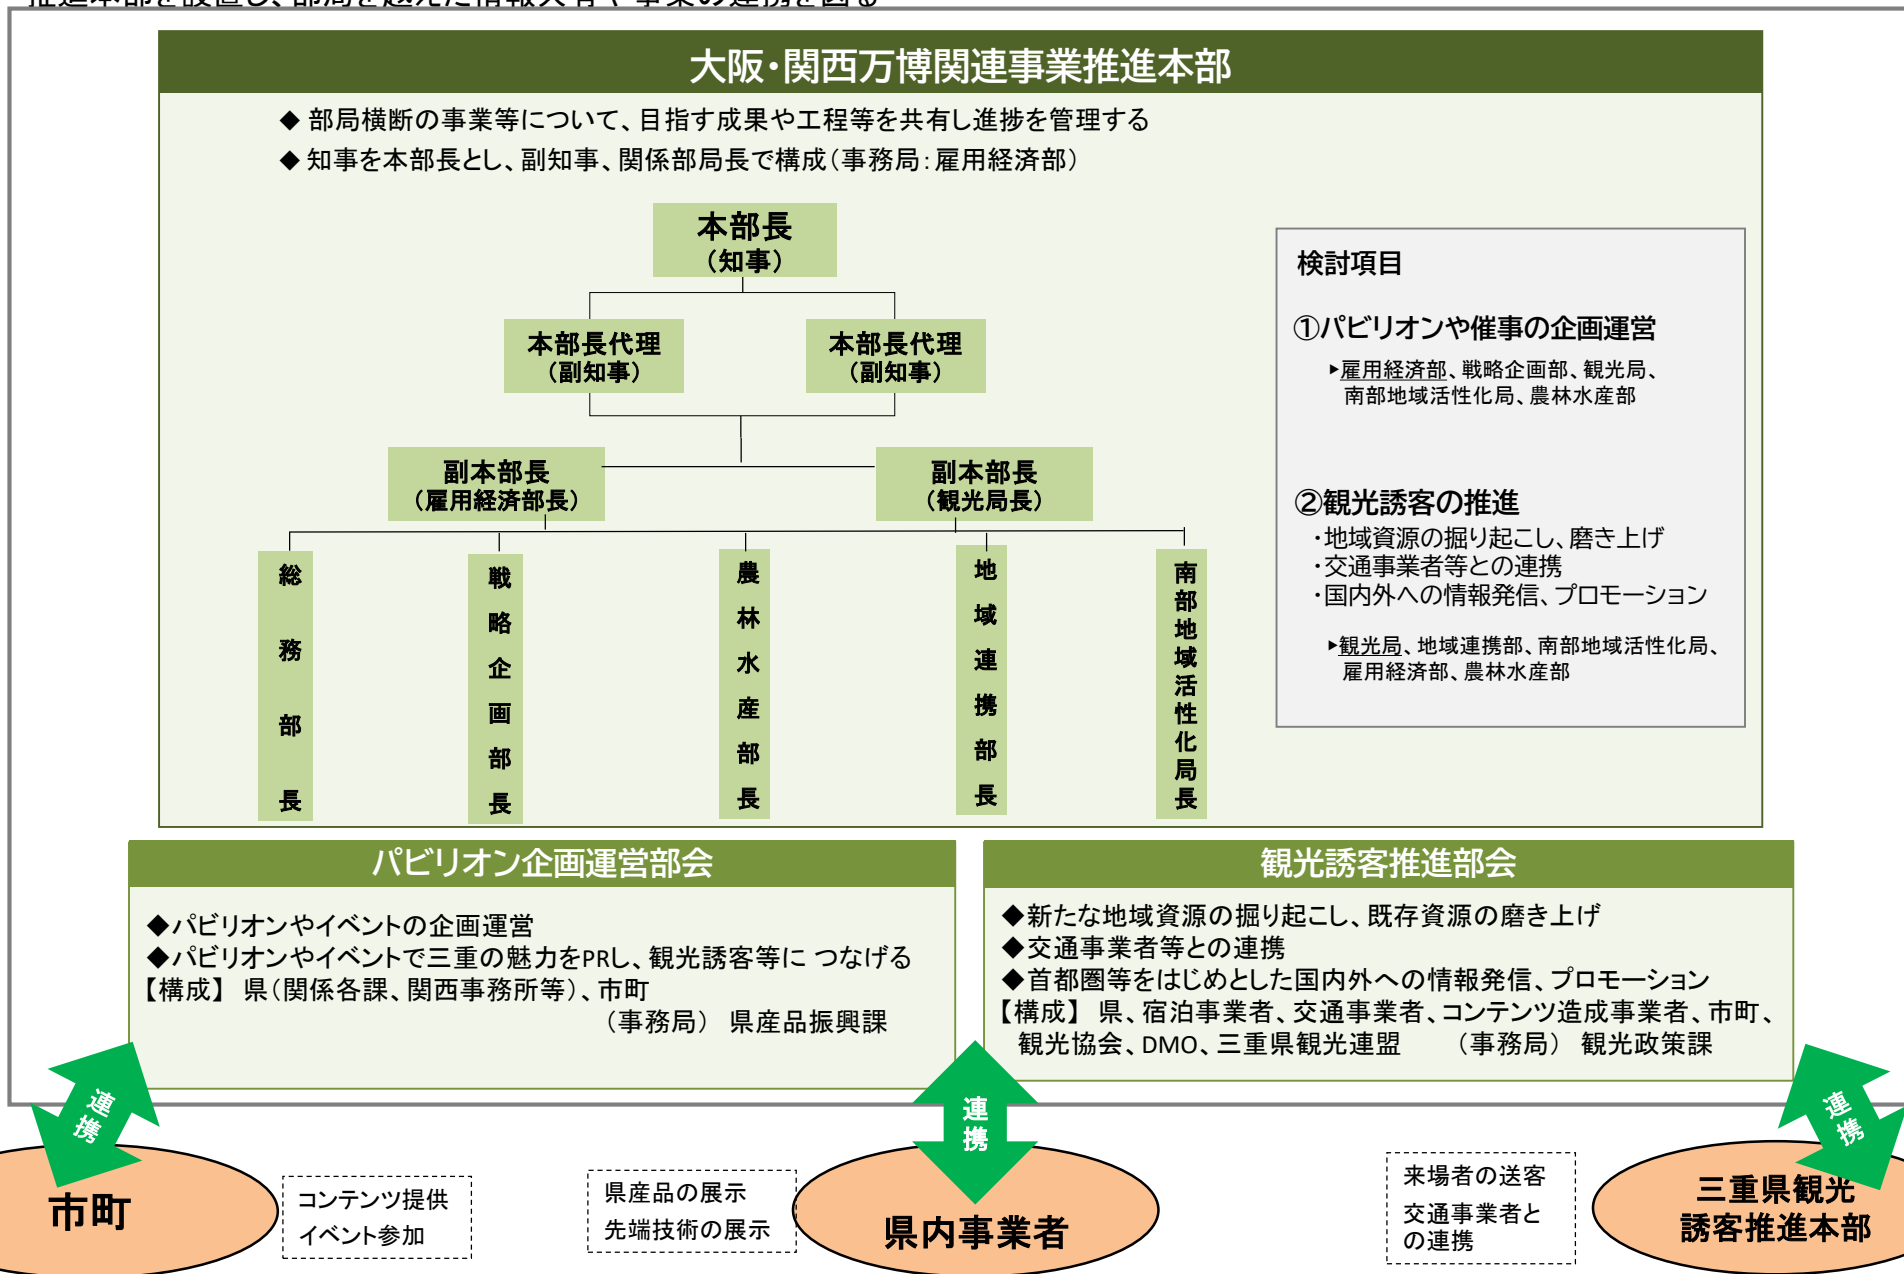 推進本部を設置し、部局を越えた情報共有や事業の連携を図る
大阪・関西万博関連事業推進本部
◆ 部局横断の事業等について、目指す成果や工程等を共有し進捗を管理する
◆ 知事を本部長とし、副知事、関係部局長で構成(事務局:雇用経済部)
本部長
(知事)
本部長代理
(副知事)
本部長代理
(副知事)
副本部長
(雇用経済部長)
副本部長
(観光局長)
総務部長
戦略企画部長
農林水産部長
地域連携部長
南部地域活性化局長
検討項目
①パビリオンや催事の企画運営
▶雇用経済部、戦略企画部、観光局、
南部地域活性化局、農林水産部
②観光誘客の推進
・地域資源の掘り起こし、磨き上げ
・交通事業者等との連携
・国内外への情報発信、プロモーション
▶観光局、地域連携部、南部地域活性化局、
雇用経済部、農林水産部
パビリオン企画運営部会
◆パビリオンやイベントの企画運営
◆パビリオンやイベントで三重の魅力をPRし、観光誘客等に つなげる
【構成】 県(関係各課、関西事務所等)、市町
(事務局) 県産品振興課
観光誘客推進部会
◆新たな地域資源の掘り起こし、既存資源の磨き上げ
◆交通事業者等との連携
◆首都圏等をはじめとした国内外への情報発信、プロモーション
【構成】 県、宿泊事業者、交通事業者、コンテンツ造成事業者、市町、
観光協会、DMO、三重県観光連盟 (事務局) 観光政策課
連携
連携
連携
市町
コンテンツ提供
イベント参加
県産品の展示
先端技術の展示
県内事業者
来場者の送客
交通事業者と
の連携
三重県観光
誘客推進本部